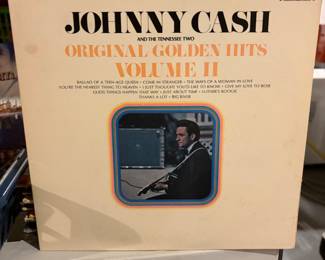 JOHNNY CASH
AND THE TENNESSEE TWO
ORIGINAL GOLDEN HITS
VOLUME II
BALLAD OF A TEEN-AGE QUEEN • COME IN STRANGER • THE WAYS OF A WOMAN IN LOVE
YOU'RE THE NEAREST THING TO HEAVEN • I JUST THOUGHT YOU'D LIKE TO KNOW • GIVE MY LOVE TO ROSE
GUESS THINGS HAPPEN THAT WAY • JUST ABOUT TIME • LUTHER'S BOOGIE
THANKS A LOT • BIG RIVER